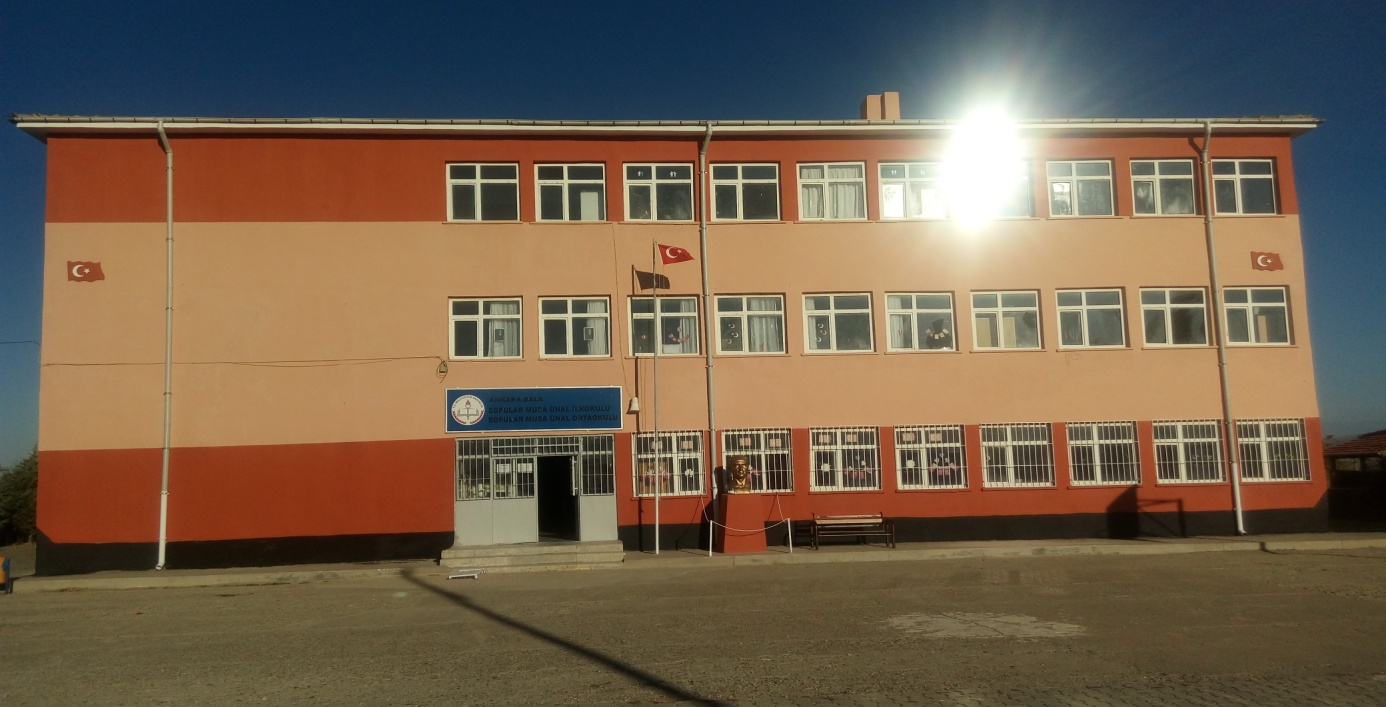 ANKARA BALA
SOFULAR MUSA ÜNAL İLKOKULU
SOFULAR MUSA ÜNAL ORTAOKULU